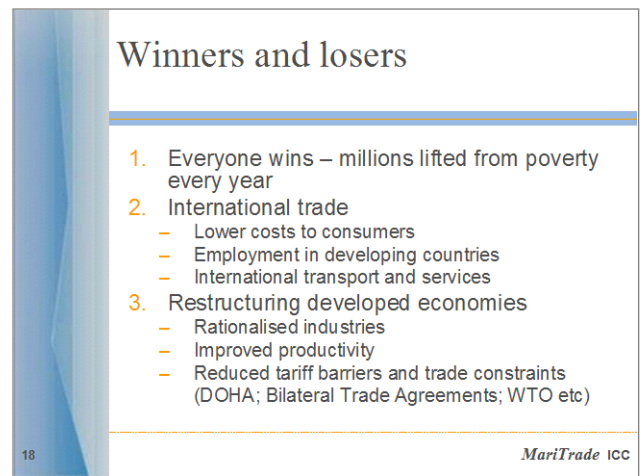 Winners and losers
1. Everyone wins – millions lifted from poverty
every year
2. International trade
– Lower costs to consumers
– Employment in developing countries
– International transport and services
3. Restructuring developed economies
– Rationalised industries
– Improved productivity
– Reduced tariff barriers and trade constraints
(DOHA; Bilateral Trade Agreements; WTO etc)
18
MariTrade ICC